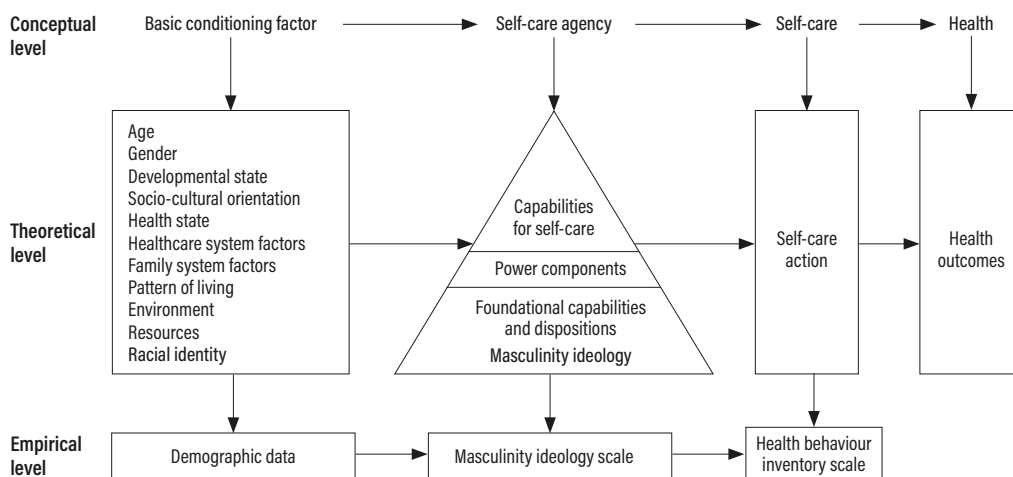 Conceptual level
Basic conditioning factor
Self-care agency
Self-care
Health
Theoretical level
Age
Gender
Developmental state
Socio-cultural orientation
Health state
Healthcare system factors
Family system factors
Pattern of living
Environment
Resources
Racial identity
Capabilities
for self-care
Power components
Foundational capabilities
and dispositions
Masculinity ideology
Self-care
action
Health
outcomes
Empirical level
Demographic data
Masculinity ideology scale
Health behaviour
inventory scale